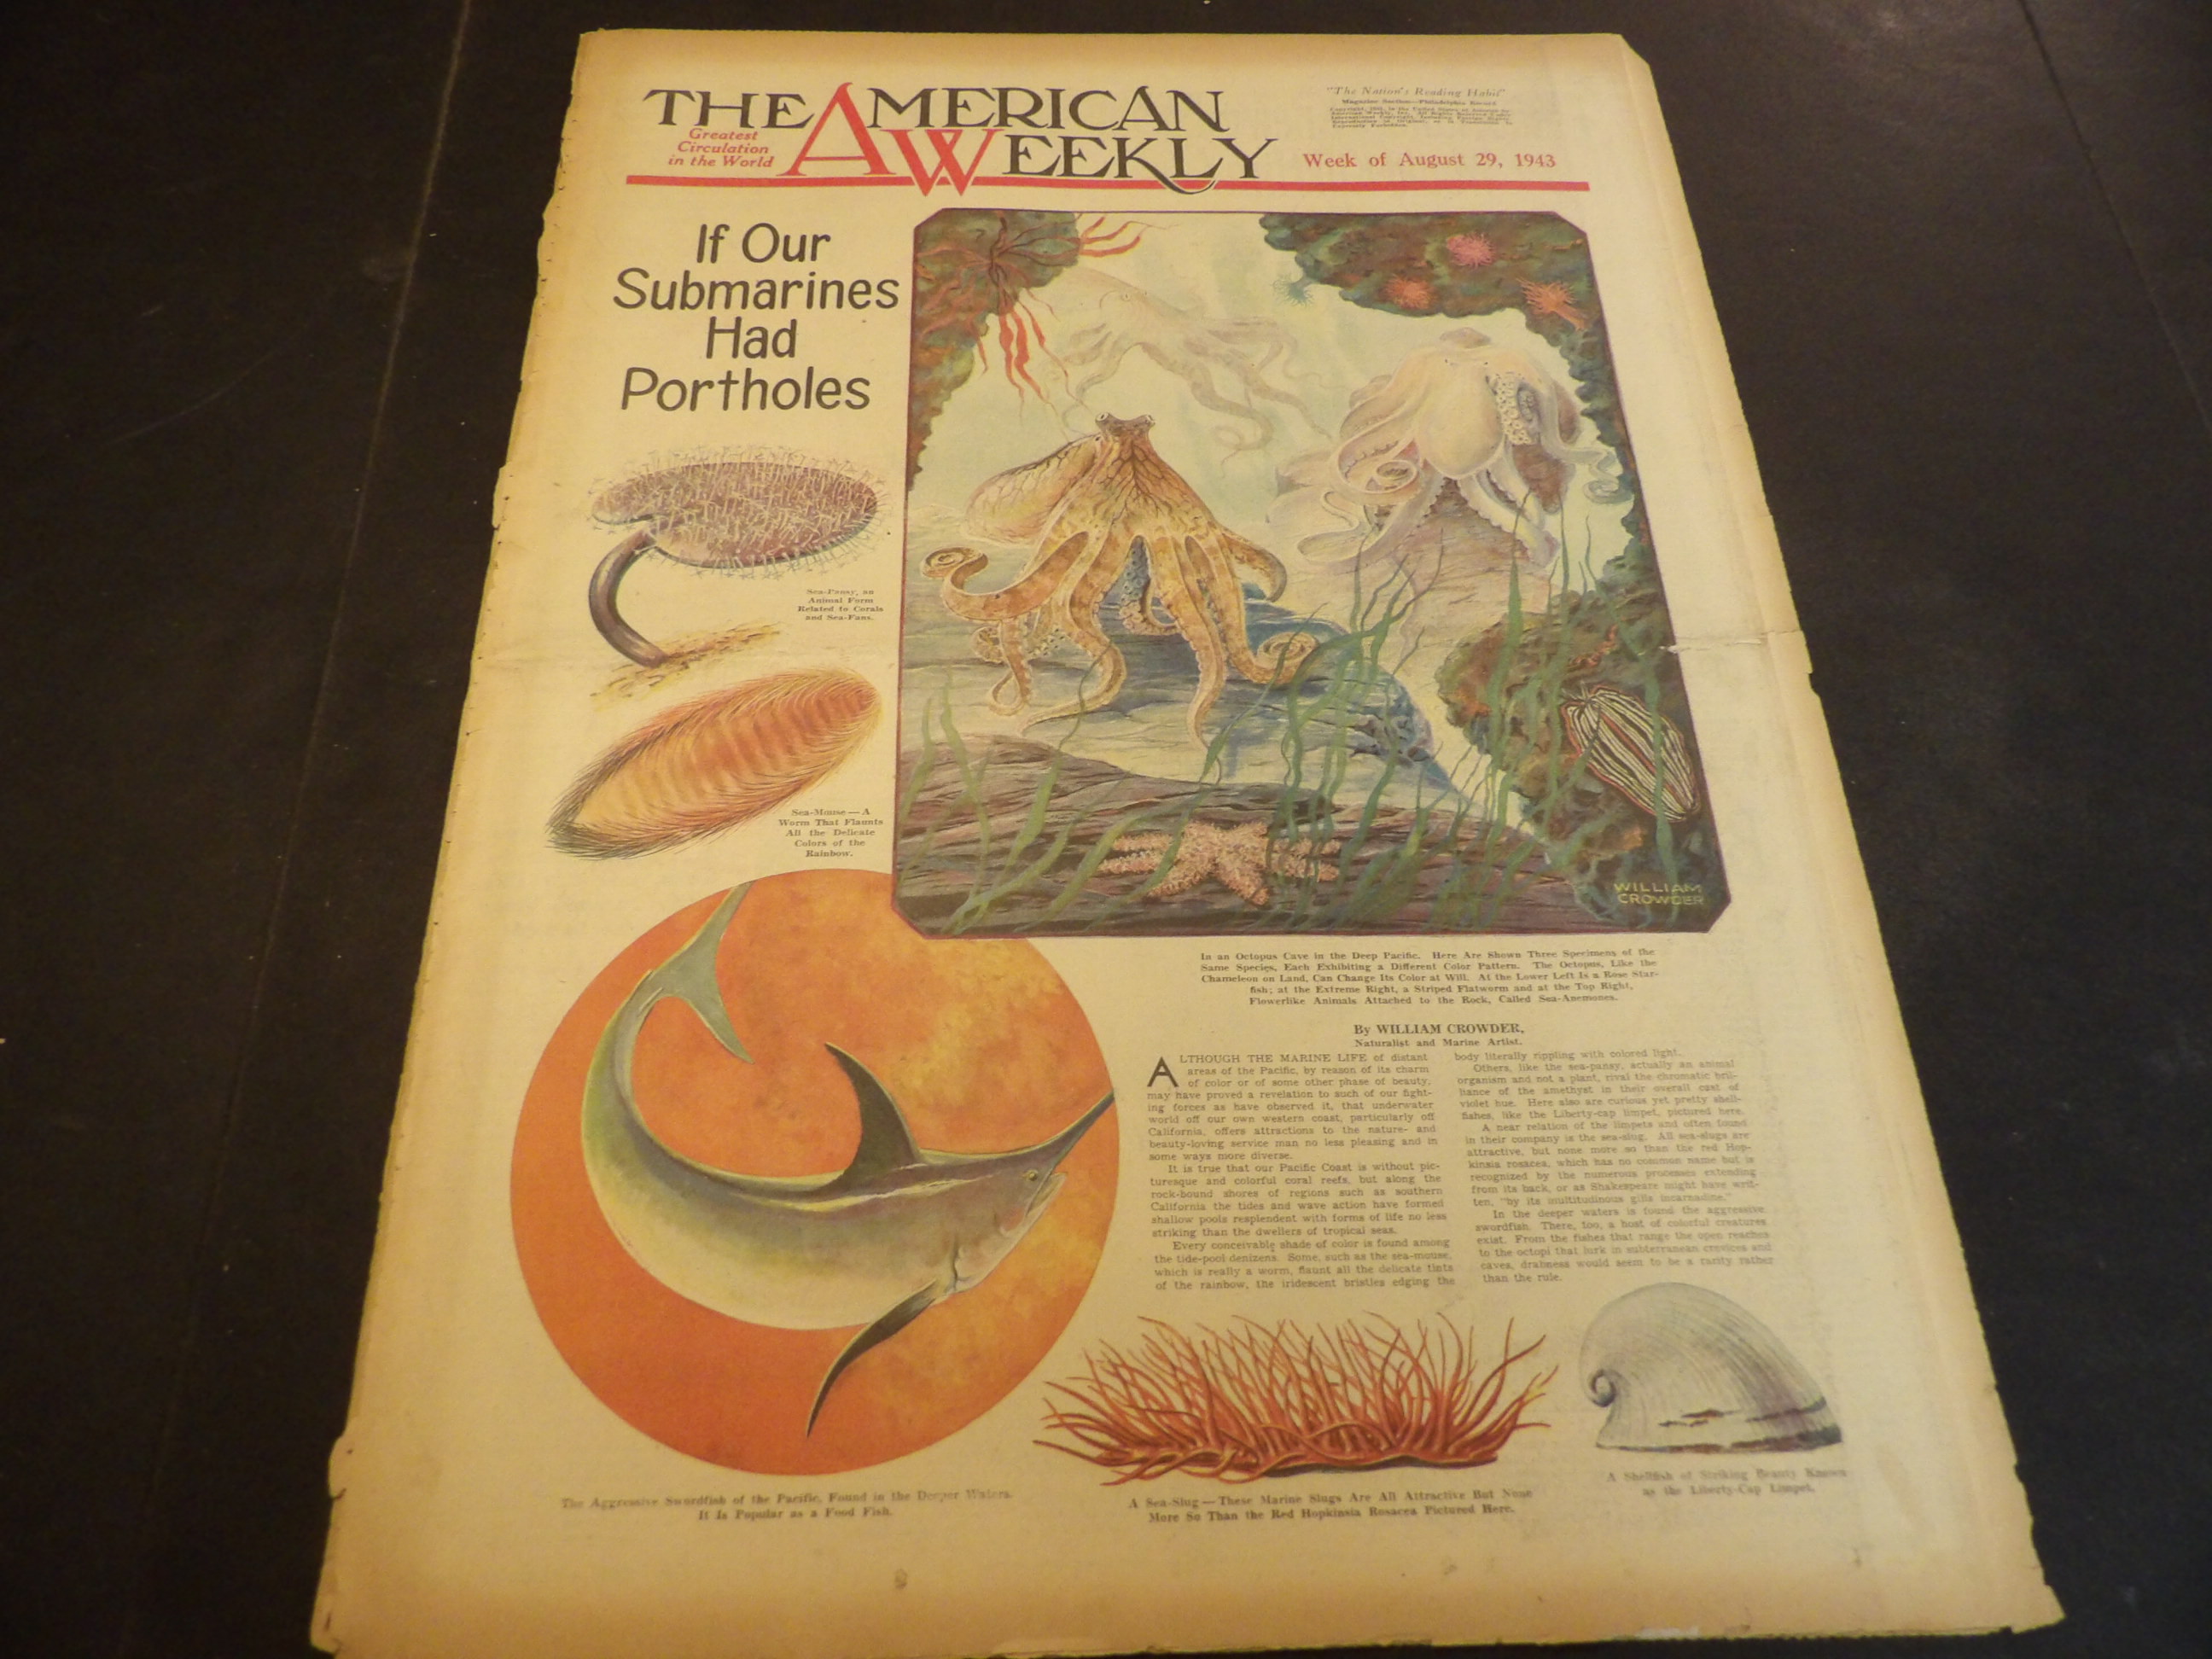 THE AMERICAN
WEEKLY
Greatest
Circulation
in the World
"The Nation's Reading Habit"
Magazine Section—Philadelphia Record
Week of August 29, 1943
If Our
Submarines
Had
Portholes
Sea-Pansy, an
Animal Form
Related to Corals
and Sea-Fans.
Sea-Mouse — A
Worm That Flaunts
All the Delicate
Colors of the
Rainbow.
WILLIAM
CROWDER
In an Octopus Cave in the Deep Pacific. Here Are Shown Three Specimens of the
Same Species, Each Exhibiting a Different Color Pattern. The Octopus, Like the
Chameleon on Land, Can Change Its Color at Will. At the Lower Left Is a Rose Star-
fish; at the Extreme Right, a Striped Flatworm and at the Top Right,
Flowerlike Animals Attached to the Rock, Called Sea-Anemones.
By WILLIAM CROWDER,
Naturalist and Marine Artist.
ALTHOUGH THE MARINE LIFE of distant
areas of the Pacific, by reason of its charm
of color or of some other phase of beauty,
may have proved a revelation to such of our fight-
ing forces as have observed it, that underwater
world off our own western coast, particularly off
California, offers attractions to the nature- and
beauty-loving service man no less pleasing and in
some ways more diverse.
It is true that our Pacific Coast is without pic-
turesque and colorful coral reefs, but along the
rock-bound shores of regions such as southern
California the tides and wave action have formed
shallow pools resplendent with forms of life no less
striking than the dwellers of tropical seas.
Every conceivable shade of color is found among
the tide-pool denizens. Some, such as the sea-mouse,
which is really a worm, flaunt all the delicate tints
of the rainbow, the iridescent bristles edging the
body literally rippling with colored light.
Others, like the sea-pansy, actually an animal
organism and not a plant, rival the chromatic bril-
liance of the amethyst in their overall cast of
violet hue. Here also are curious yet pretty shell-
fishes, like the Liberty-cap limpet, pictured here.
A near relation of the limpets and often found
in their company is the sea-slug. All sea-slugs are
attractive, but none more so than the red Hop-
kinsia rosacea, which has no common name but is
recognized by the numerous processes extending
from its back, or as Shakespeare might have writ-
ten, "by its multitudinous gills incarnadine."
In the deeper waters is found the aggressive
swordfish. There, too, a host of colorful creatures
exist. From the fishes that range the open reaches
to the octopi that lurk in subterranean crevices and
caves, drabness would seem to be a rarity rather
than the rule.
The Aggressive Swordfish of the Pacific, Found in the Deeper Waters.
It Is Popular as a Food Fish.
A Sea-Slug — These Marine Slugs Are All Attractive But None
More So Than the Red Hopkinsia Rosacea Pictured Here.
A Shellfish of Striking Beauty Known
as the Liberty-Cap Limpet.